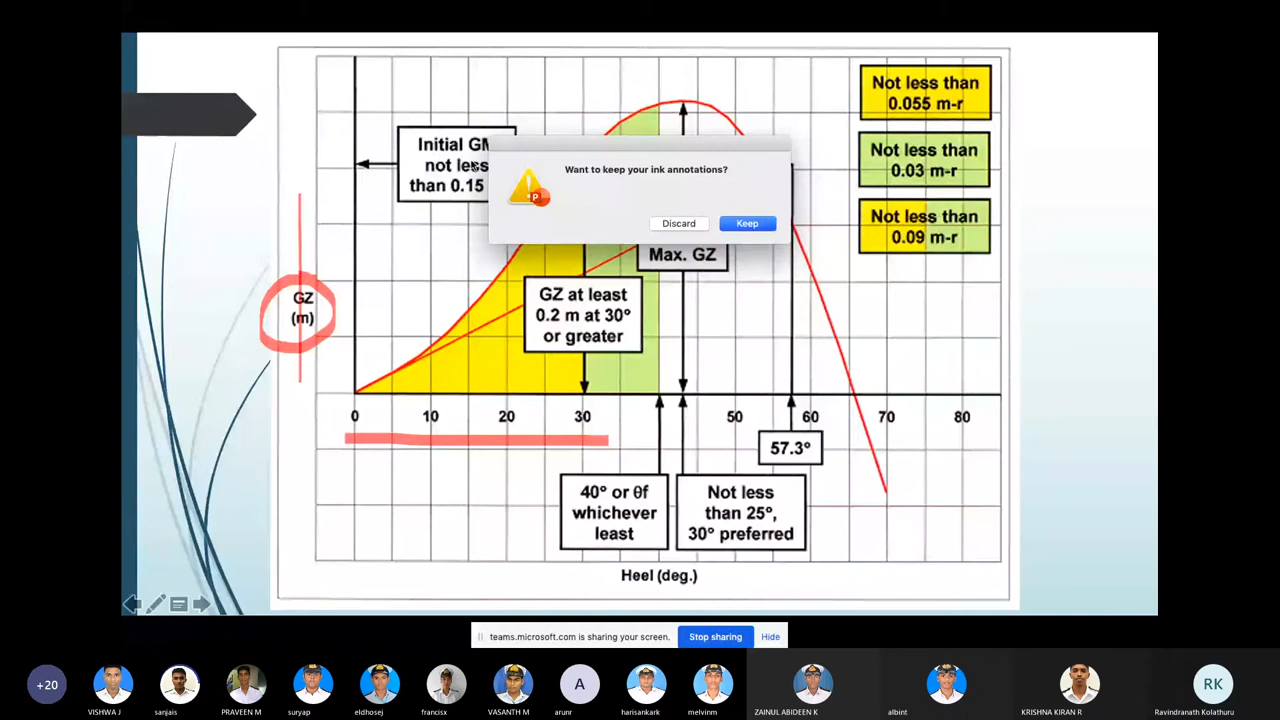 Not less than
0.055 m-r
Not less than
0.03 m-r
Not less than
0.09 m-r
Initial GM
not less
than 0.15
Want to keep your ink annotations?
P
Discard
Keep
Max. GZ
GZ at least
0.2 m at 30°
or greater
GZ
(m)
0
10
20
30
50
60
70
80
57.3°
40° or θf
whichever
least
Not less
than 25°,
30° preferred
Heel (deg.)
teams.microsoft.com is sharing your screen.
Stop sharing
Hide
+20
A
RK
VISHWA J
sanjais
PRAVEEN M
suryap
eldhosej
francisx
VASANTH M
arunr
harisankark
melvinm
ZAINUL ABIDEEN K
albint
KRISHNA KIRAN R
Ravindranath Kolathuru